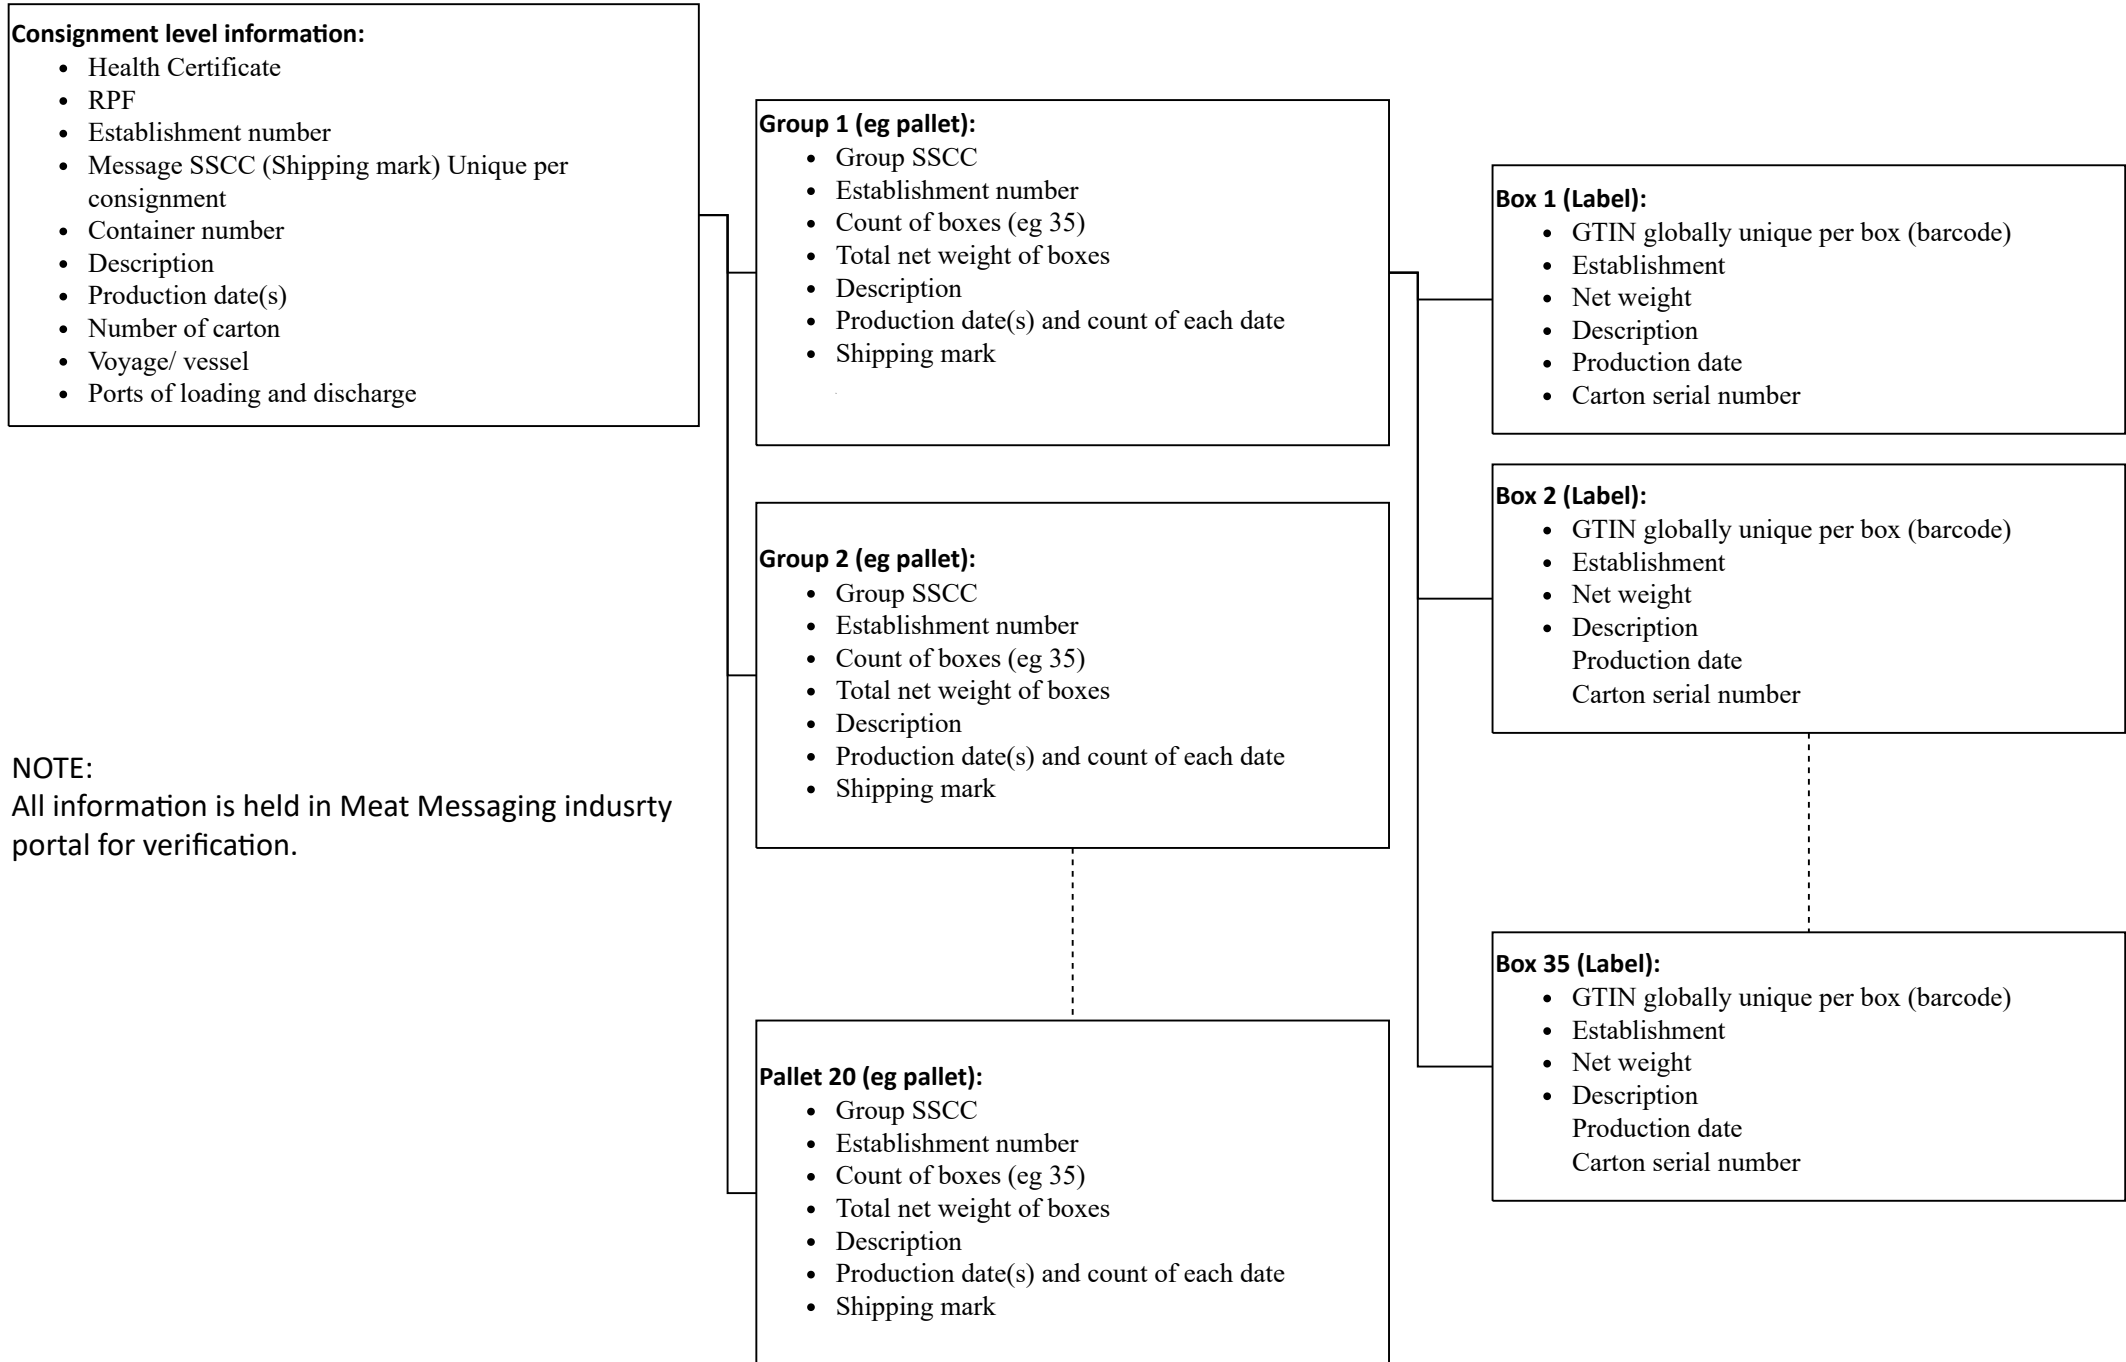 Consignment level information:
• Health Certificate
• RPF
• Establishment number
• Message SSCC (Shipping mark) Unique per
consignment
• Container number
• Description
• Production date(s)
• Number of carton
• Voyage/ vessel
• Ports of loading and discharge
NOTE:
All information is held in Meat Messaging indusrty
portal for verification.
Group 1 (eg pallet):
• Group SSCC
• Establishment number
• Count of boxes (eg 35)
• Total net weight of boxes
• Description
• Production date(s) and count of each date
• Shipping mark
Group 2 (eg pallet):
• Group SSCC
• Establishment number
• Count of boxes (eg 35)
• Total net weight of boxes
• Description
• Production date(s) and count of each date
• Shipping mark
Pallet 20 (eg pallet):
• Group SSCC
• Establishment number
• Count of boxes (eg 35)
• Total net weight of boxes
• Description
• Production date(s) and count of each date
• Shipping mark
Box 1 (Label):
• GTIN globally unique per box (barcode)
• Establishment
• Net weight
• Description
• Production date
• Carton serial number
Box 2 (Label):
• GTIN globally unique per box (barcode)
• Establishment
• Net weight
• Description
Production date
Carton serial number
Box 35 (Label):
• GTIN globally unique per box (barcode)
• Establishment
• Net weight
• Description
Production date
Carton serial number